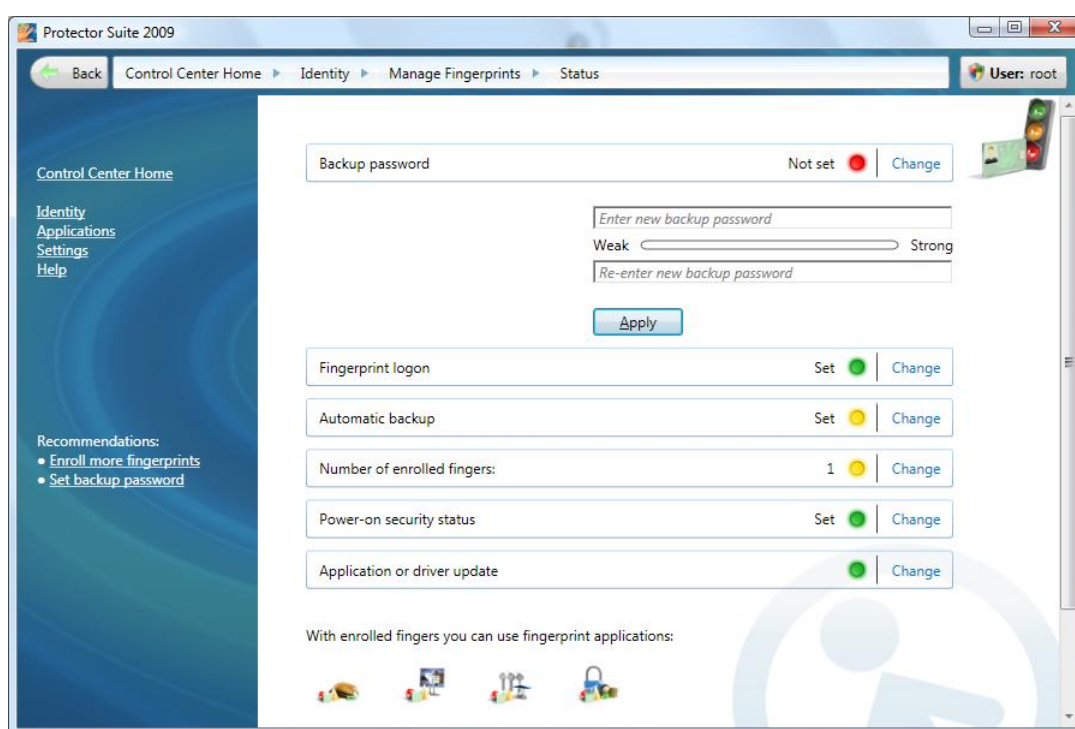 Protector Suite 2009
Back Control Center Home Identity Manage Fingerprints Status User: root
Control Center Home
Identity
Applications
Settings
Help
Recommendations:
• Enroll more fingerprints
• Set backup password
Backup password Not set Change
Enter new backup password
Weak Strong
Re-enter new backup password
Apply
Fingerprint logon Set Change
Automatic backup Set Change
Number of enrolled fingers: 1 Change
Power-on security status Set Change
Application or driver update Change
With enrolled fingers you can use fingerprint applications: